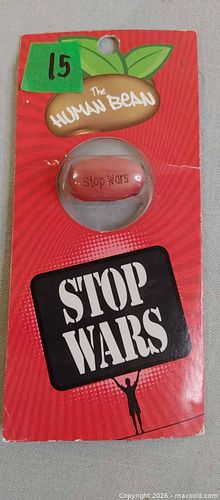 15
The
HUMAN BEAN
Stop Wars
STOP
WARS
Copyright 2026 - maxsold.com